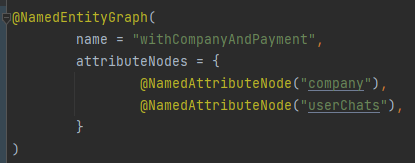 @NamedEntityGraph(
        name = "withCompanyAndPayment",
        attributeNodes = {
                @NamedAttributeNode("company"),
                @NamedAttributeNode("userChats"),
        }
)